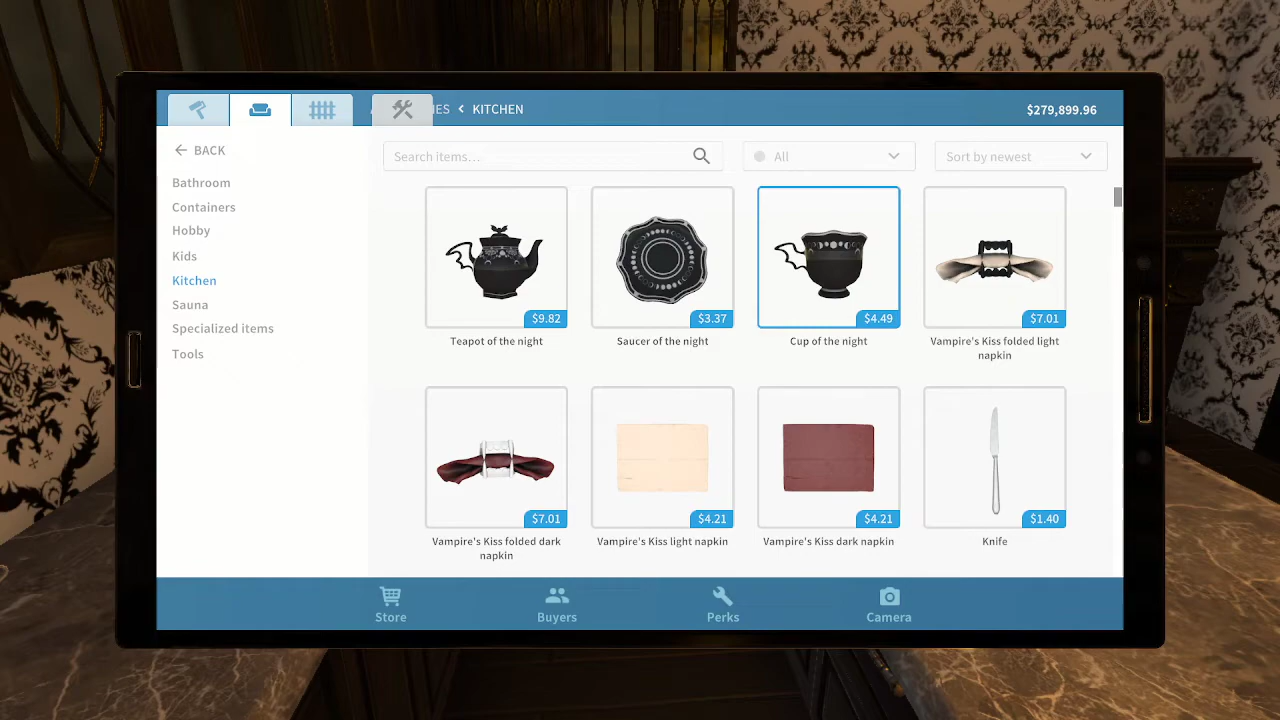 ES < KITCHEN
$279,899.96
BACK
Search items...
All
Sort by newest
Bathroom
Containers
Hobby
Kids
Kitchen
Sauna
Specialized items
Tools
$9.82
$3.37
$4.49
$7.01
Teapot of the night
Saucer of the night
Cup of the night
Vampire's Kiss folded light
napkin
$7.01
$4.21
$4.21
$1.40
Vampire's Kiss folded dark
napkin
Vampire's Kiss light napkin
Vampire's Kiss dark napkin
Knife
Store
Buyers
Perks
Camera